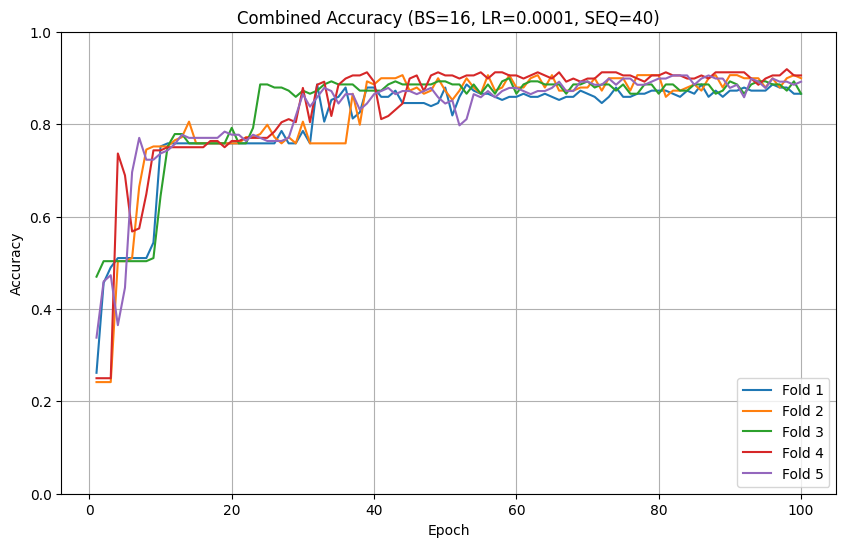 Combined Accuracy (BS=16, LR=0.0001, SEQ=40)
1.0
0.8
0.6
0.4
0.2
0.0
Accuracy
0 20 40 60 80 100
Epoch
Fold 1
Fold 2
Fold 3
Fold 4
Fold 5